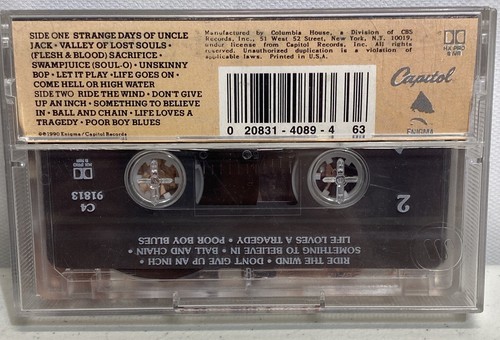 SIDE ONE STRANGE DAYS OF UNCLE
JACK • VALLEY OF LOST SOULS •
(FLESH & BLOOD) SACRIFICE •
SWAMPJUICE (SOUL-O) • UNSKINNY
BOP • LET IT PLAY • LIFE GOES ON •
COME HELL OR HIGH WATER
SIDE TWO RIDE THE WIND • DON'T GIVE
UP AN INCH • SOMETHING TO BELIEVE
IN • BALL AND CHAIN • LIFE LOVES A
TRAGEDY • POOR BOY BLUES
©℗1990 Enigma/Capitol Records
Manufactured by Columbia House, a Division of CBS
Records, Inc., 51 West 52 Street, New York, N.Y. 10019,
under license from Capitol Records, Inc. All rights
reserved. Unauthorized duplication is a violation of
applicable laws. Printed in U.S.A.
0 20831-4089-4 63
HX PRO
Capitol
ENIGMA
C4
91813
2
RIDE THE WIND • DON'T GIVE UP AN INCH •
SOMETHING TO BELIEVE IN • BALL AND CHAIN •
LIFE LOVES A TRAGEDY • POOR BOY BLUES